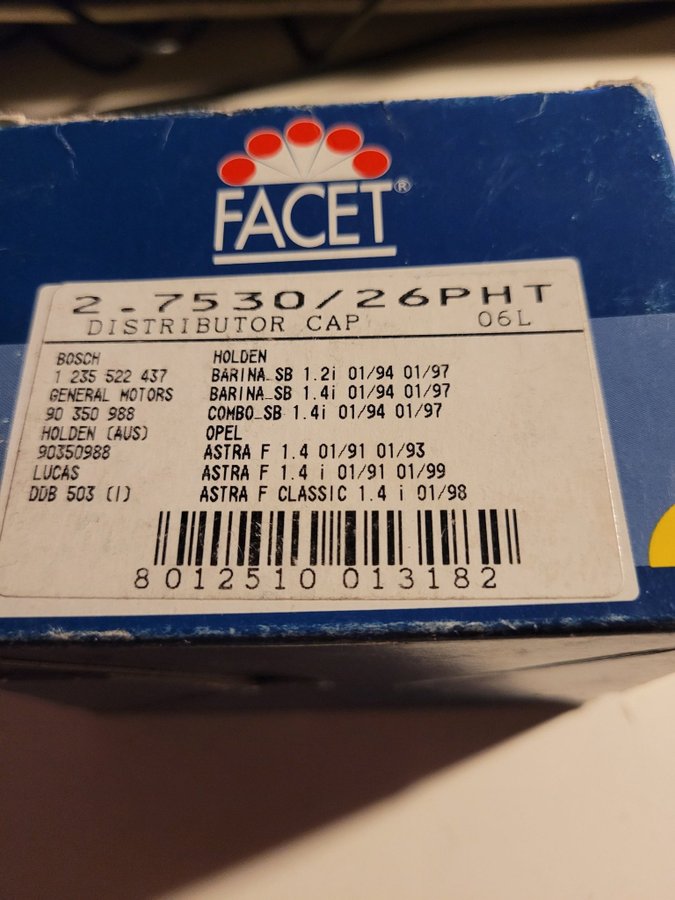 FACET®
2.7530/26PHT
DISTRIBUTOR CAP 06L
BOSCH HOLDEN
1 235 522 437 BARINA_SB 1.2i 01/94 01/97
GENERAL MOTORS BARINA_SB 1.4i 01/94 01/97
90 350 988 COMBO_SB 1.4i 01/94 01/97
HOLDEN (AUS) OPEL
90350988 ASTRA F 1.4 01/91 01/93
LUCAS ASTRA F 1.4 i 01/91 01/99
DDB 503 (I) ASTRA F CLASSIC 1.4 i 01/98
8 012510 013182